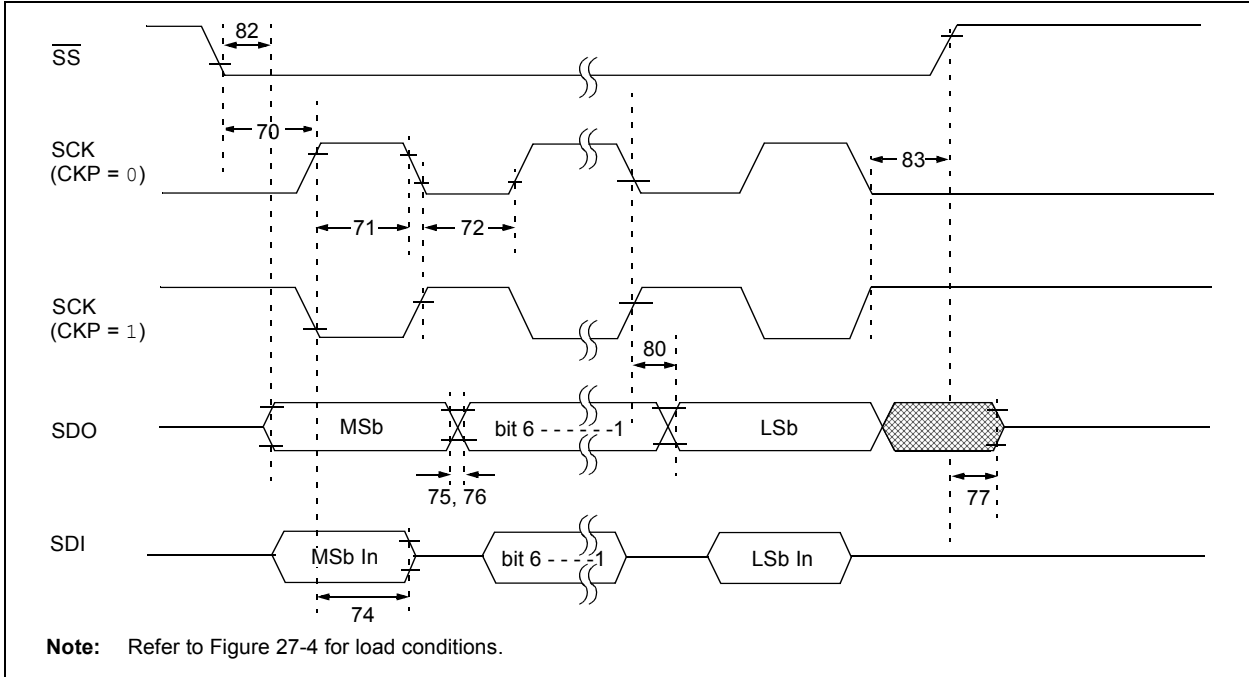 82
S̅S̅
70
SCK
(CKP = 0)
83
71
72
SCK
(CKP = 1)
80
SDO
MSb
bit 6 - - - - - -1
LSb
75, 76
77
SDI
MSb In
bit 6 - - - -1
LSb In
74
Note: Refer to Figure 27-4 for load conditions.